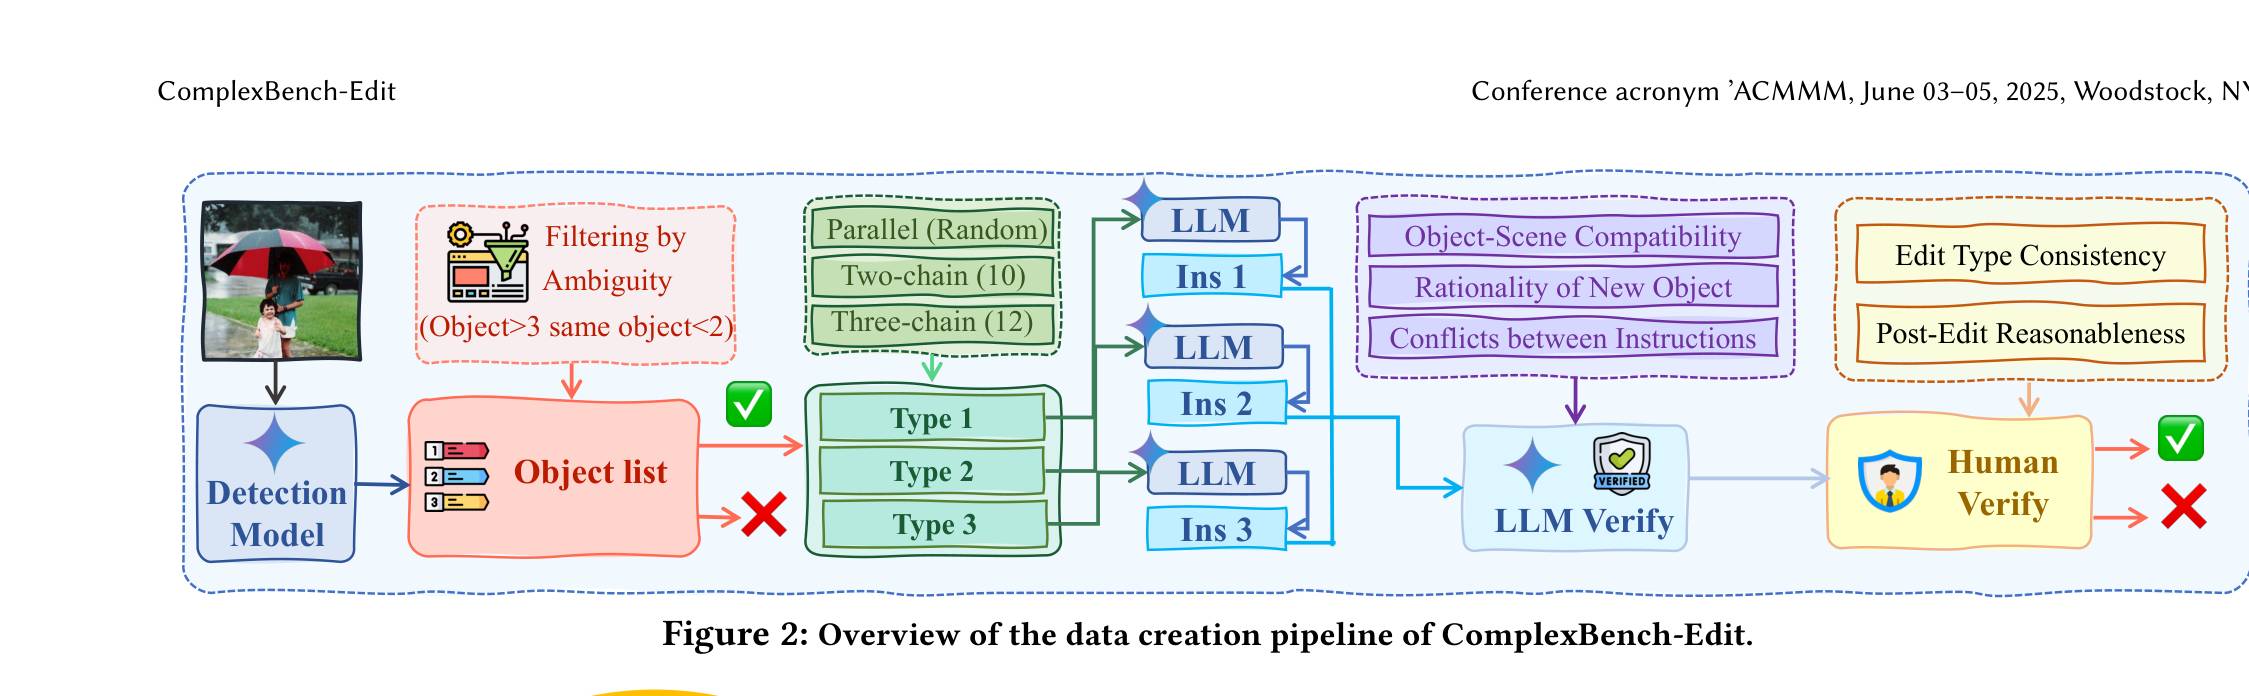 ComplexBench-Edit
Conference acronym ’ACMMM, June 03–05, 2025, Woodstock, NY
Filtering by
Ambiguity
(Object>3 same object<2)
Detection
Model
1
2
3
Object list
Parallel (Random)
Two-chain (10)
Three-chain (12)
Type 1
Type 2
Type 3
LLM
Ins 1
LLM
Ins 2
LLM
Ins 3
Object-Scene Compatibility
Rationality of New Object
Conflicts between Instructions
VERIFIED
LLM Verify
Edit Type Consistency
Post-Edit Reasonableness
Human
Verify
Figure 2: Overview of the data creation pipeline of ComplexBench-Edit.